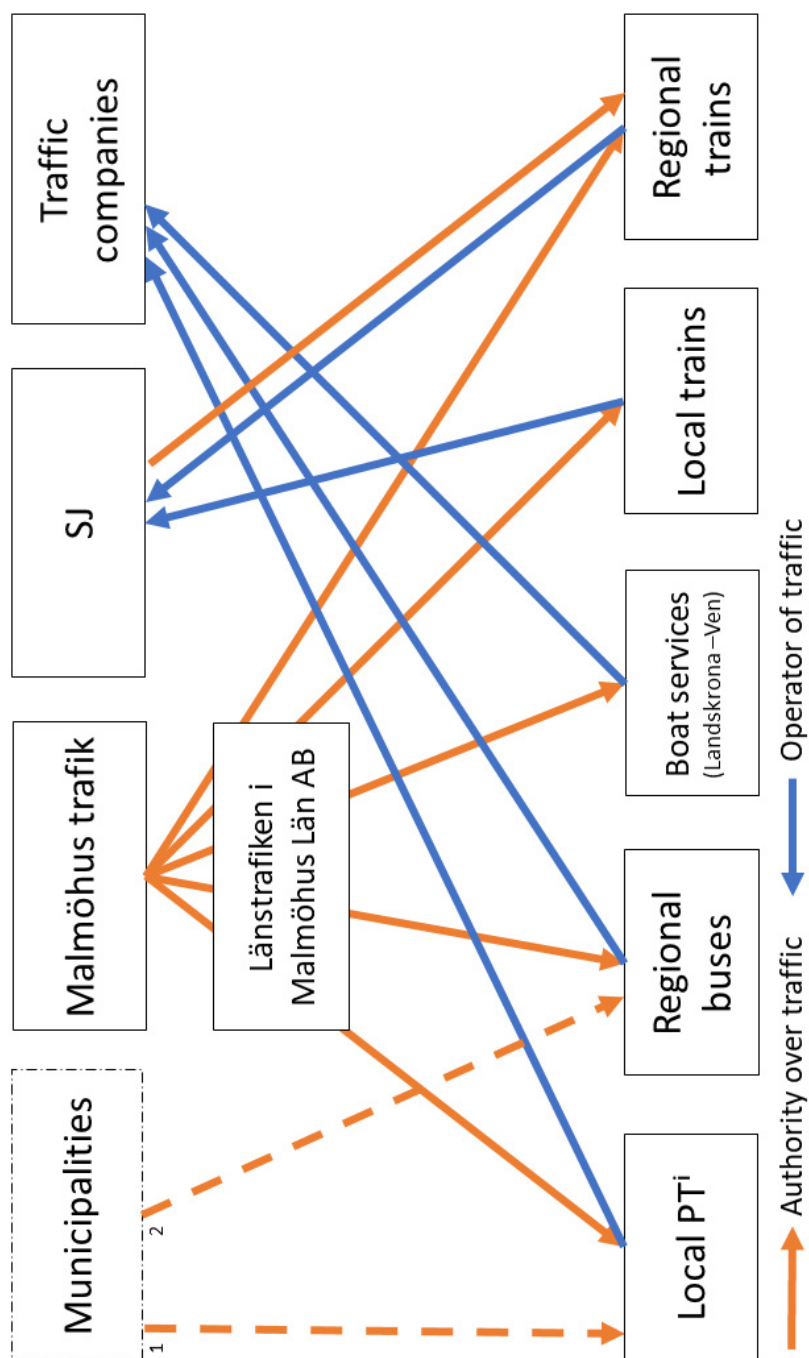 Municipalities
Malmöhus trafik
SJ
Traffic
companies
1
2
Länstrafiken i
Malmöhus Län AB
Local PTⁱ
Regional
buses
Boat services
(Landskrona–Ven)
Local trains
Regional
trains
Authority over traffic
Operator of traffic